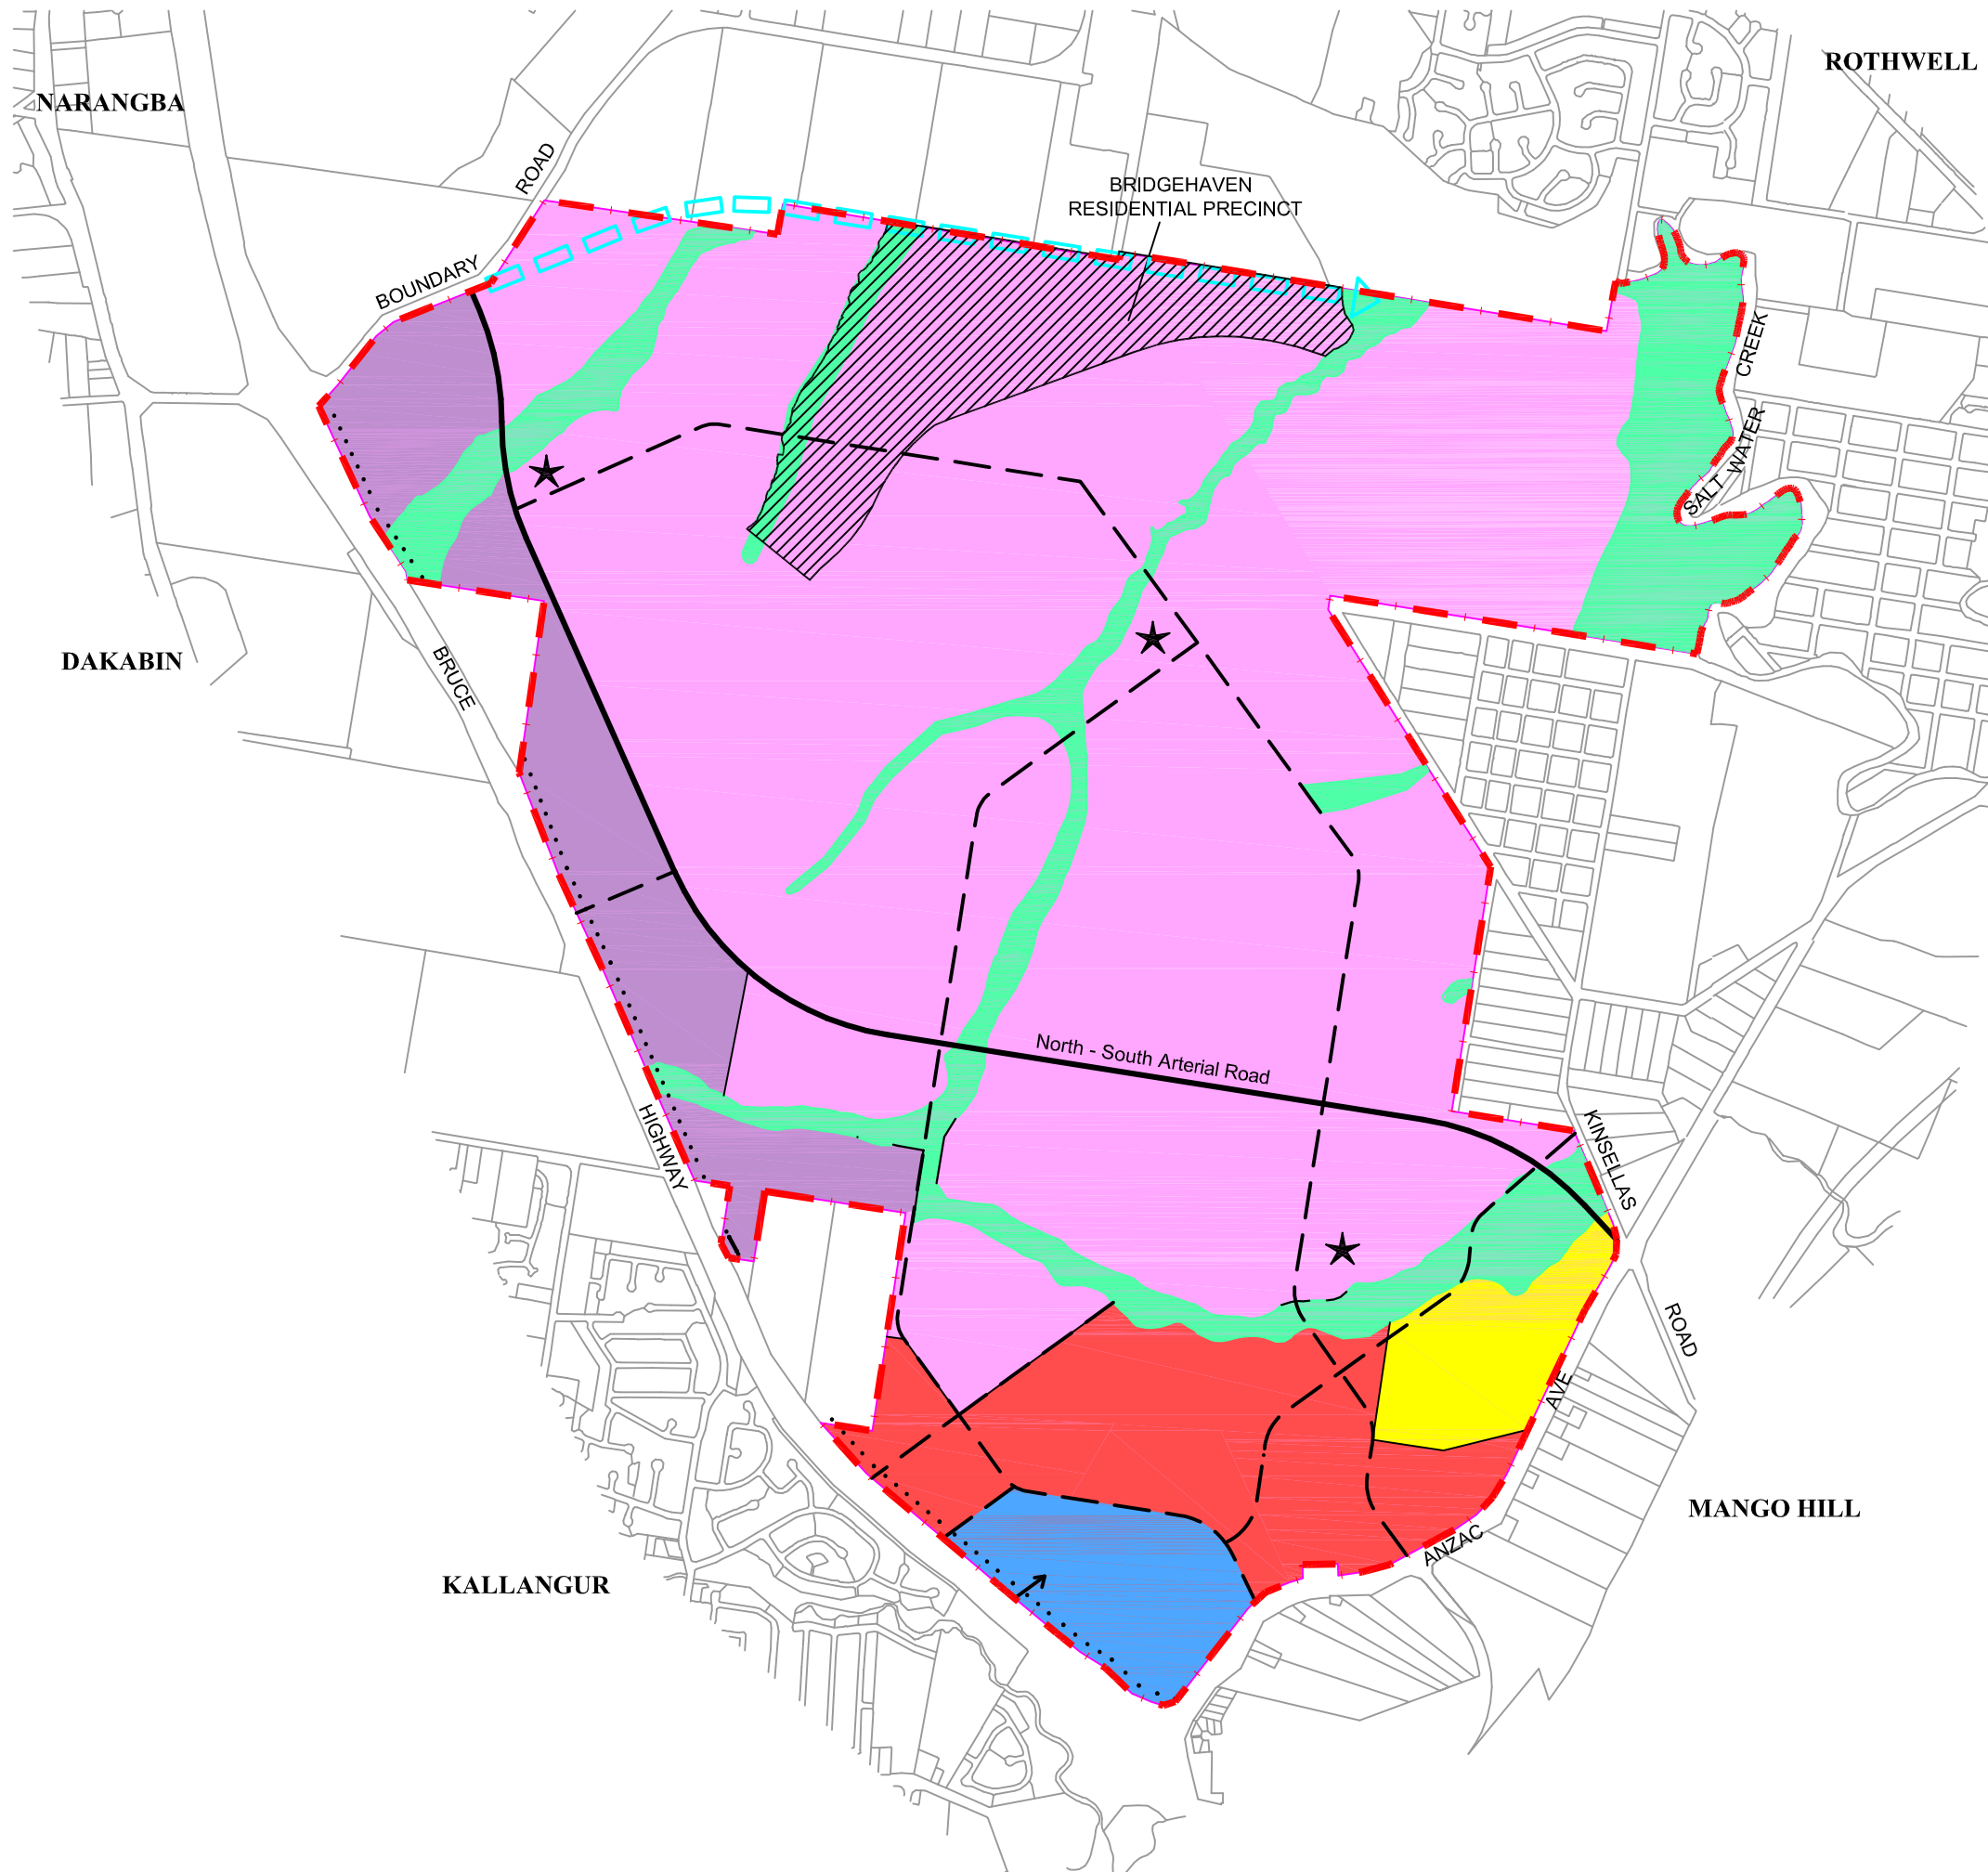 ROTHWELL
NARANGBA
ROAD
BRIDGEHAVEN
RESIDENTIAL PRECINCT
BOUNDARY
CREEK
SALT WATER
DAKABIN
BRUCE
North - South Arterial Road
HIGHWAY
KINSELLAS
ROAD
AVE
MANGO HILL
ANZAC
KALLANGUR